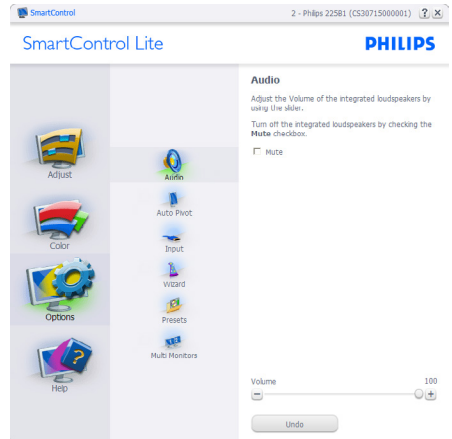 SmartControl
2 - Philips 225B1 (CS30715000001)
?
SmartControl Lite
PHILIPS
Adjust
Color
Options
Help
Audio
Auto Pivot
Input
Wizard
Presets
Multi Monitors
Audio
Adjust the Volume of the integrated loudspeakers by
using the slider.
Turn off the integrated loudspeakers by checking the
Mute checkbox.
Mute
Volume
100
Undo